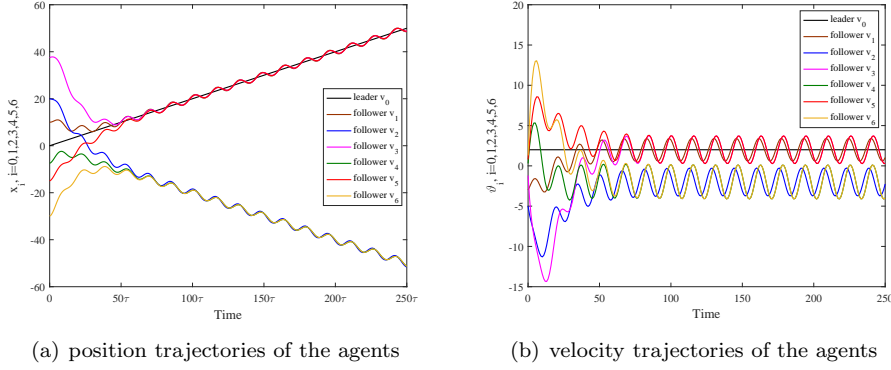 60
40
20
0
-20
-40
-60
x_i, i=0,1,2,3,4,5,6
leader v_0
follower v_1
follower v_2
follower v_3
follower v_4
follower v_5
follower v_6
0
50τ
100τ
150τ
200τ
250τ
Time
(a) position trajectories of the agents
20
15
10
5
0
-5
-10
-15
ϑ_i, i=0,1,2,3,4,5,6
leader v_0
follower v_1
follower v_2
follower v_3
follower v_4
follower v_5
follower v_6
0
50
100
150
200
250
Time
(b) velocity trajectories of the agents